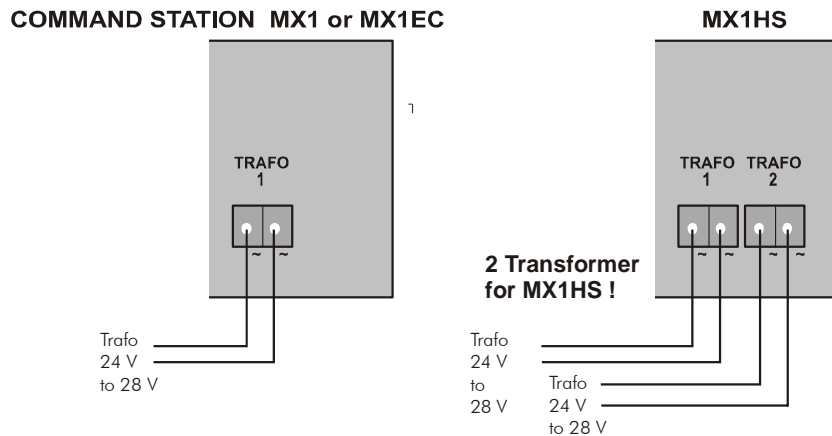 COMMAND STATION MX1 or MX1EC
TRAFO
1
~ ~
Trafo
24 V
to 28 V
MX1HS
TRAFO TRAFO
1 2
~ ~ ~ ~
2 Transformer
for MX1HS !
Trafo
24 V
to
28 V
Trafo
24 V
to 28 V